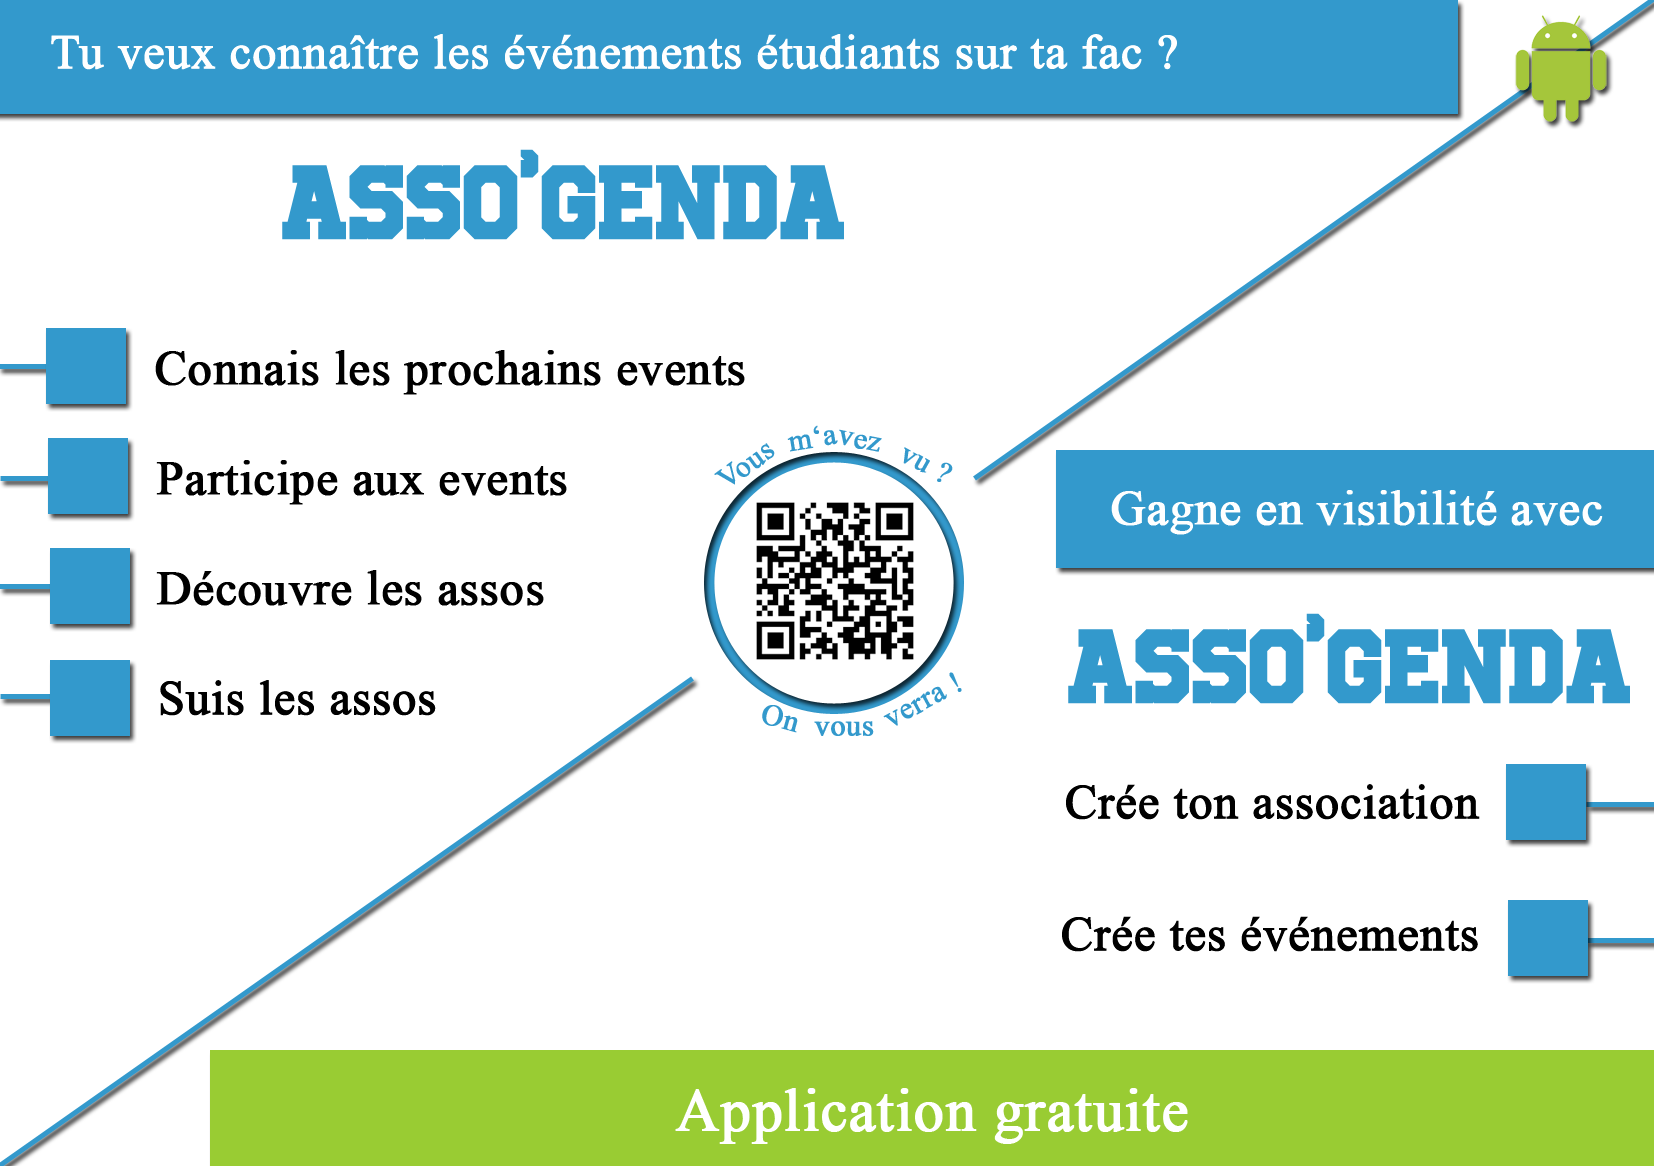 Tu veux connaître les événements étudiants sur ta fac ?
ASSO'GENDA
Connais les prochains events
Participe aux events
Découvre les assos
Suis les assos
Vous m‘avez vu ?
On vous verra !
Gagne en visibilité avec
ASSO'GENDA
Crée ton association
Crée tes événements
Application gratuite